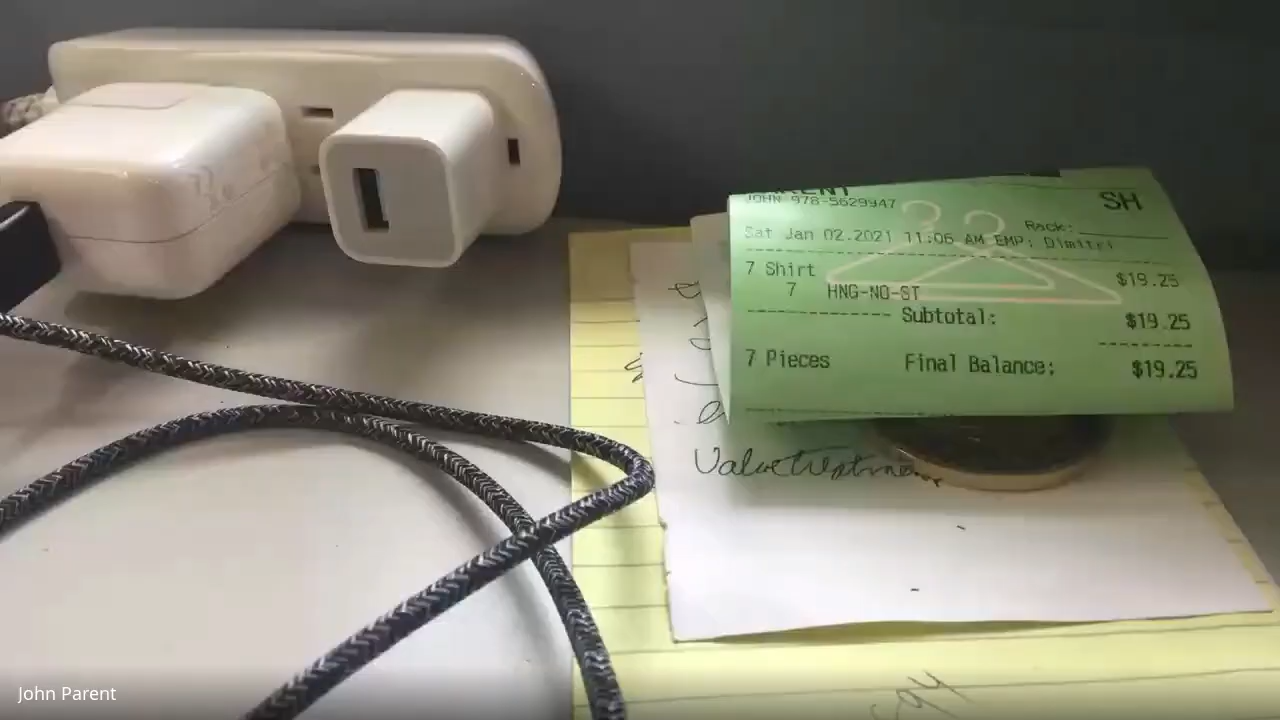 JOHN 978-5629947
SH
Rack:
Sat Jan 02.2021 11:06 AM EMP: Dimitri
7 Shirt $19.25
7 HNG-NO-ST
Subtotal: $19.25
7 Pieces Final Balance: $19.25
John Parent